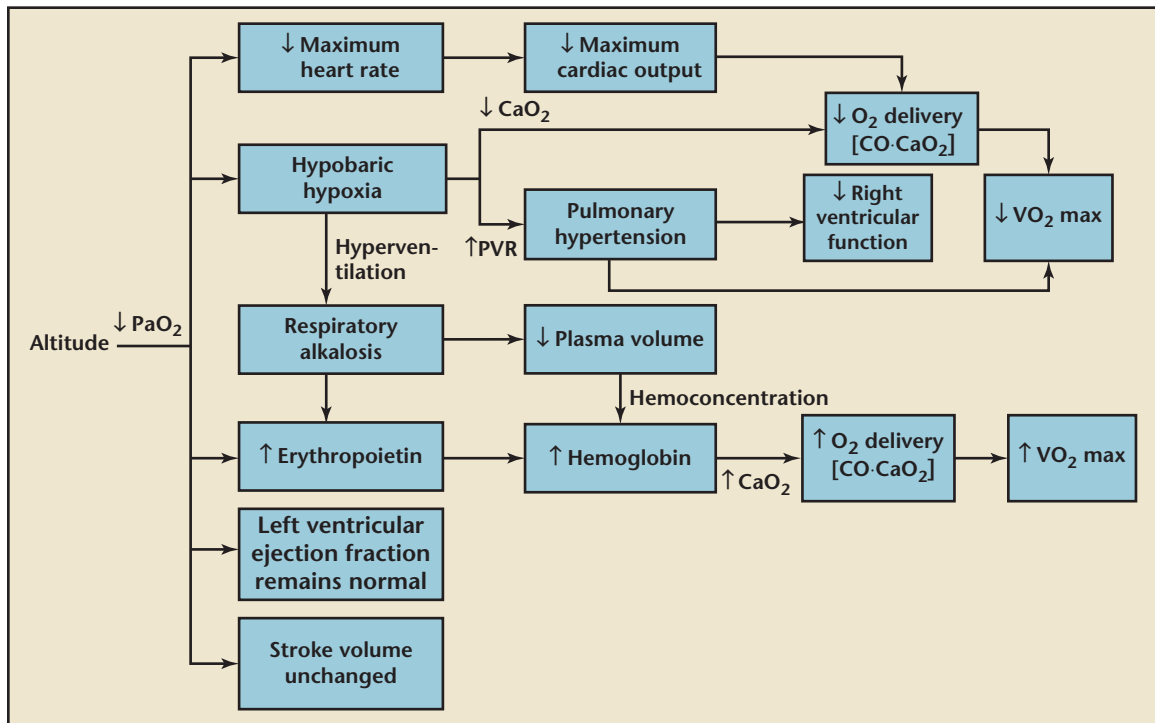 ↓ Maximum
heart rate
↓ Maximum
cardiac output
↓ CaO₂
↓ O₂ delivery
[CO·CaO₂]
Hypobaric
hypoxia
↑PVR
Pulmonary
hypertension
↓ Right
ventricular
function
↓ VO₂ max
Hyperven-
tilation
Altitude
↓ PaO₂
Respiratory
alkalosis
↓ Plasma volume
Hemoconcentration
↑ Erythropoietin
↑ Hemoglobin
↑ CaO₂
↑ O₂ delivery
[CO·CaO₂]
↑ VO₂ max
Left ventricular
ejection fraction
remains normal
Stroke volume
unchanged